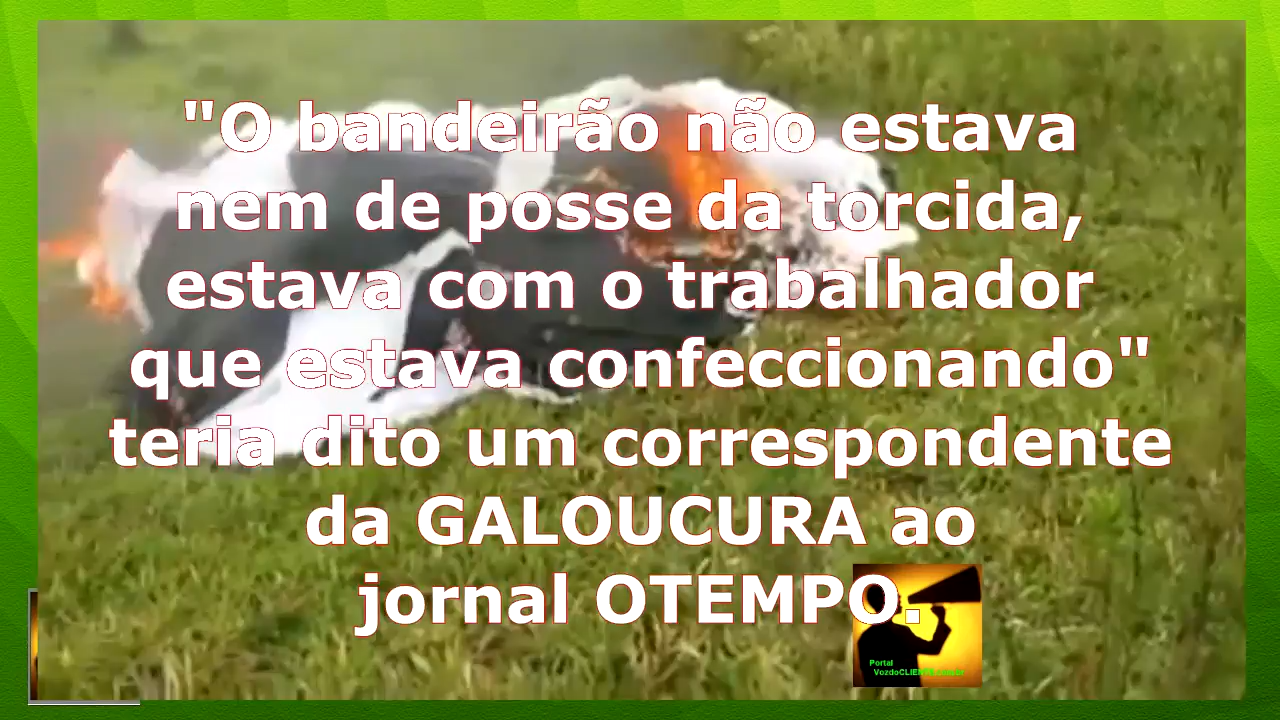 "O bandeirão não estava
nem de posse da torcida,
estava com o trabalhador
que estava confeccionando"
teria dito um correspondente
da GALOUCURA ao
jornal OTEMPO.
Portal